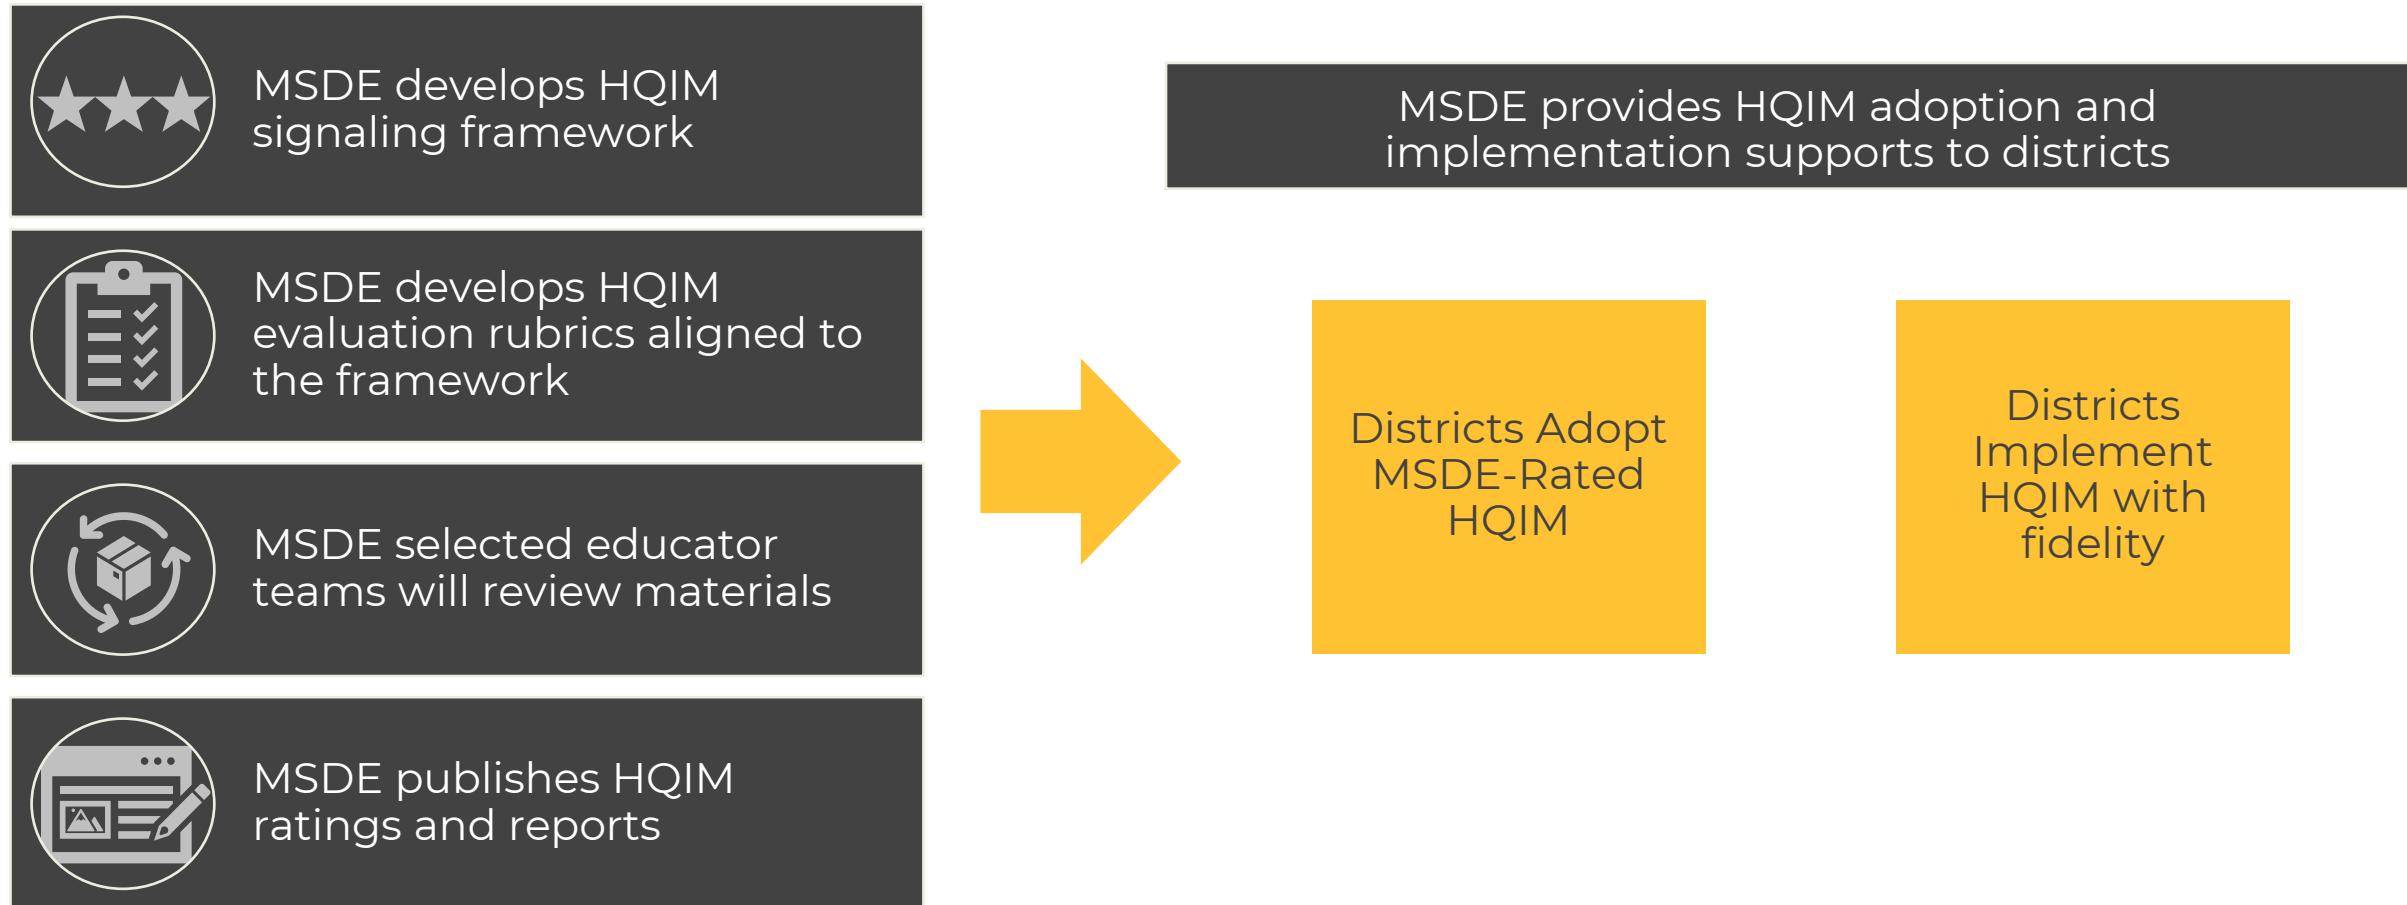 MSDE develops HQIM
signaling framework
MSDE develops HQIM
evaluation rubrics aligned to
the framework
MSDE selected educator
teams will review materials
MSDE publishes HQIM
ratings and reports
MSDE provides HQIM adoption and
implementation supports to districts
Districts Adopt
MSDE-Rated
HQIM
Districts
Implement
HQIM with
fidelity